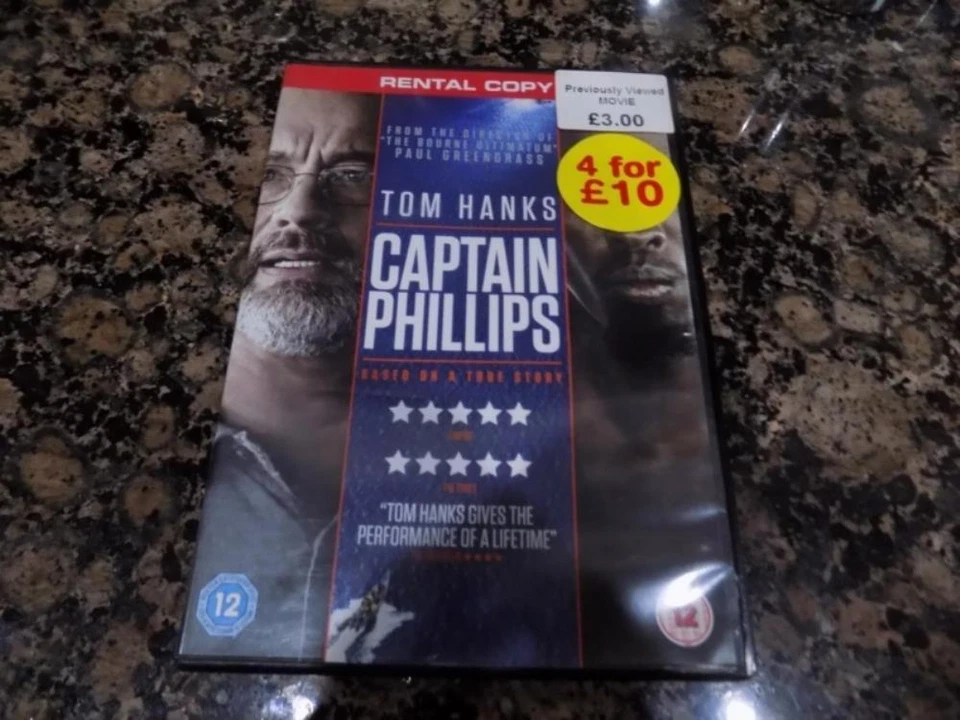 RENTAL COPY
Previously Viewed
MOVIE
£3.00
4 for
£10
FROM THE DIRECTOR OF
"THE BOURNE ULTIMATUM"
PAUL GREENGRASS
TOM HANKS
CAPTAIN
PHILLIPS
BASED ON A TRUE STORY
"TOM HANKS GIVES THE
PERFORMANCE OF A LIFETIME"
12
12